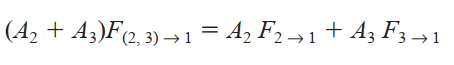 (A₂ + A₃)F₍₂, ₃₎ → ₁ = A₂ F₂ → ₁ + A₃ F₃ → ₁